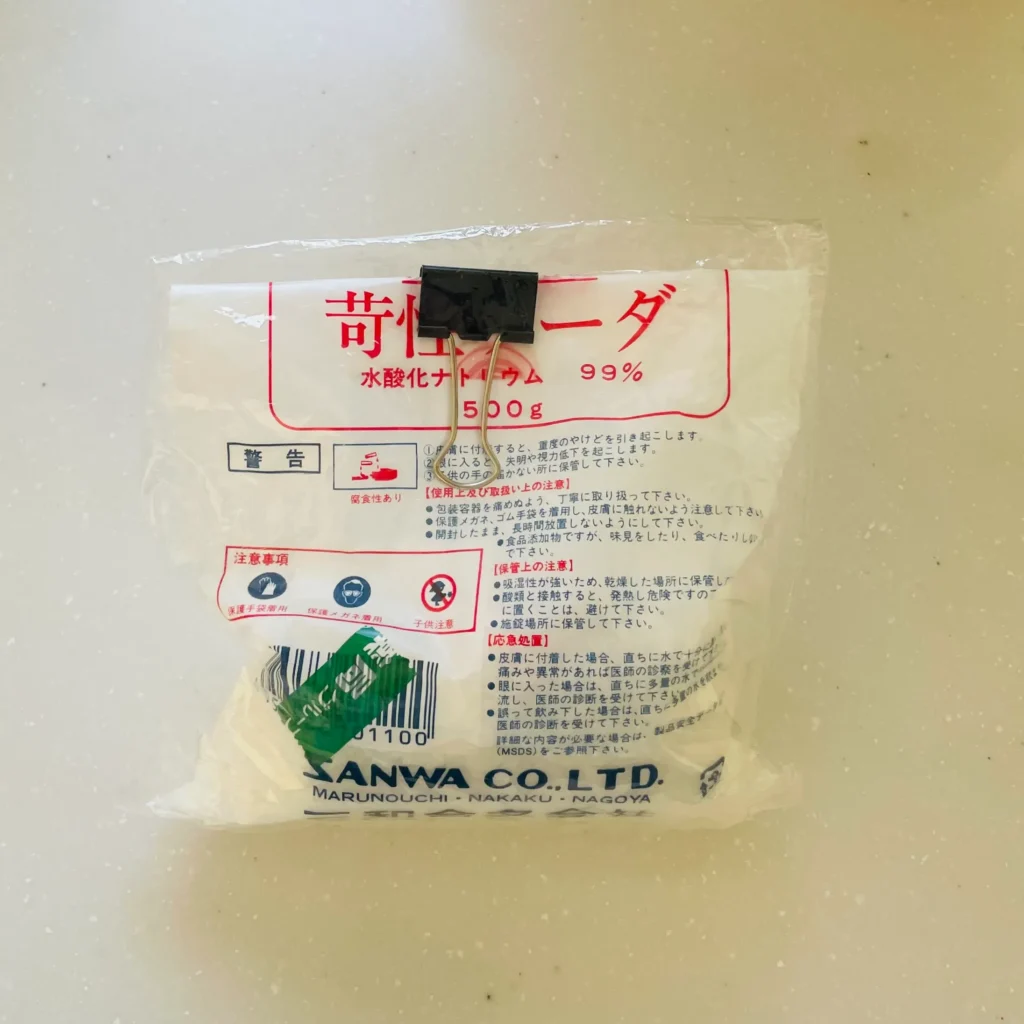 苛性ーダ
水酸化ナトリウム 99%
500g
警告
腐食性あり
①皮膚に付着すると、重度のやけどを引き起こします。
②眼に入ると、失明や視力低下を起こします。
③子供の手の届かない所に保管して下さい。
【使用上及び取扱い上の注意】
●包装容器を痛めぬよう、丁寧に取り扱って下さい。
●保護メガネ、ゴム手袋を着用し、皮膚に触れないよう注意して下さい
●開封したまま、長時間放置しないようにして下さい。
●食品添加物ですが、味見をしたり、食べたりし
で下さい。
注意事項
保護手袋着用
保護メガネ着用
子供注意
【保管上の注意】
●吸湿性が強いため、乾燥した場所に保管し
●酸類と接触すると、発熱し危険ですの
に置くことは、避けて下さい。
●施錠場所に保管して下さい。
【応急処置】
●皮膚に付着した場合、直ちに水で十分に
痛みや異常があれば医師の診察を受けて
●眼に入った場合は、直ちに多量の水で
流し、医師の診断を受けて下さ
●誤って飲み下した場合は、直ちに多量の水を飲
医師の診断を受けて下さい。
詳細な内容が必要な場合は、製品安全データ
(MSDS)をご参照下さい。
01100
SANWA CO.,LTD.
MARUNOUCHI・NAKAKU・NAGOYA